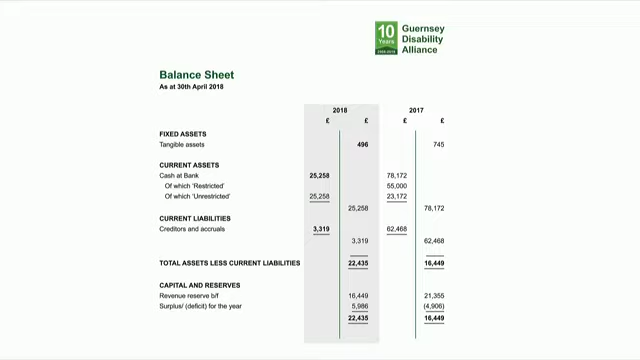 10
Years
2008-2018
Guernsey
Disability
Alliance
Balance Sheet
As at 30th April 2018
2018 2017
£ £ £ £
FIXED ASSETS
Tangible assets 496 745
CURRENT ASSETS
Cash at Bank 25,258 78,172
Of which 'Restricted' 55,000
Of which 'Unrestricted' 25,258 23,172
25,258 78,172
CURRENT LIABILITIES
Creditors and accruals 3,319 62,468
3,319 62,468
TOTAL ASSETS LESS CURRENT LIABILITIES 22,435 16,449
CAPITAL AND RESERVES
Revenue reserve b/f 16,449 21,355
Surplus/ (deficit) for the year 5,986 (4,906)
22,435 16,449